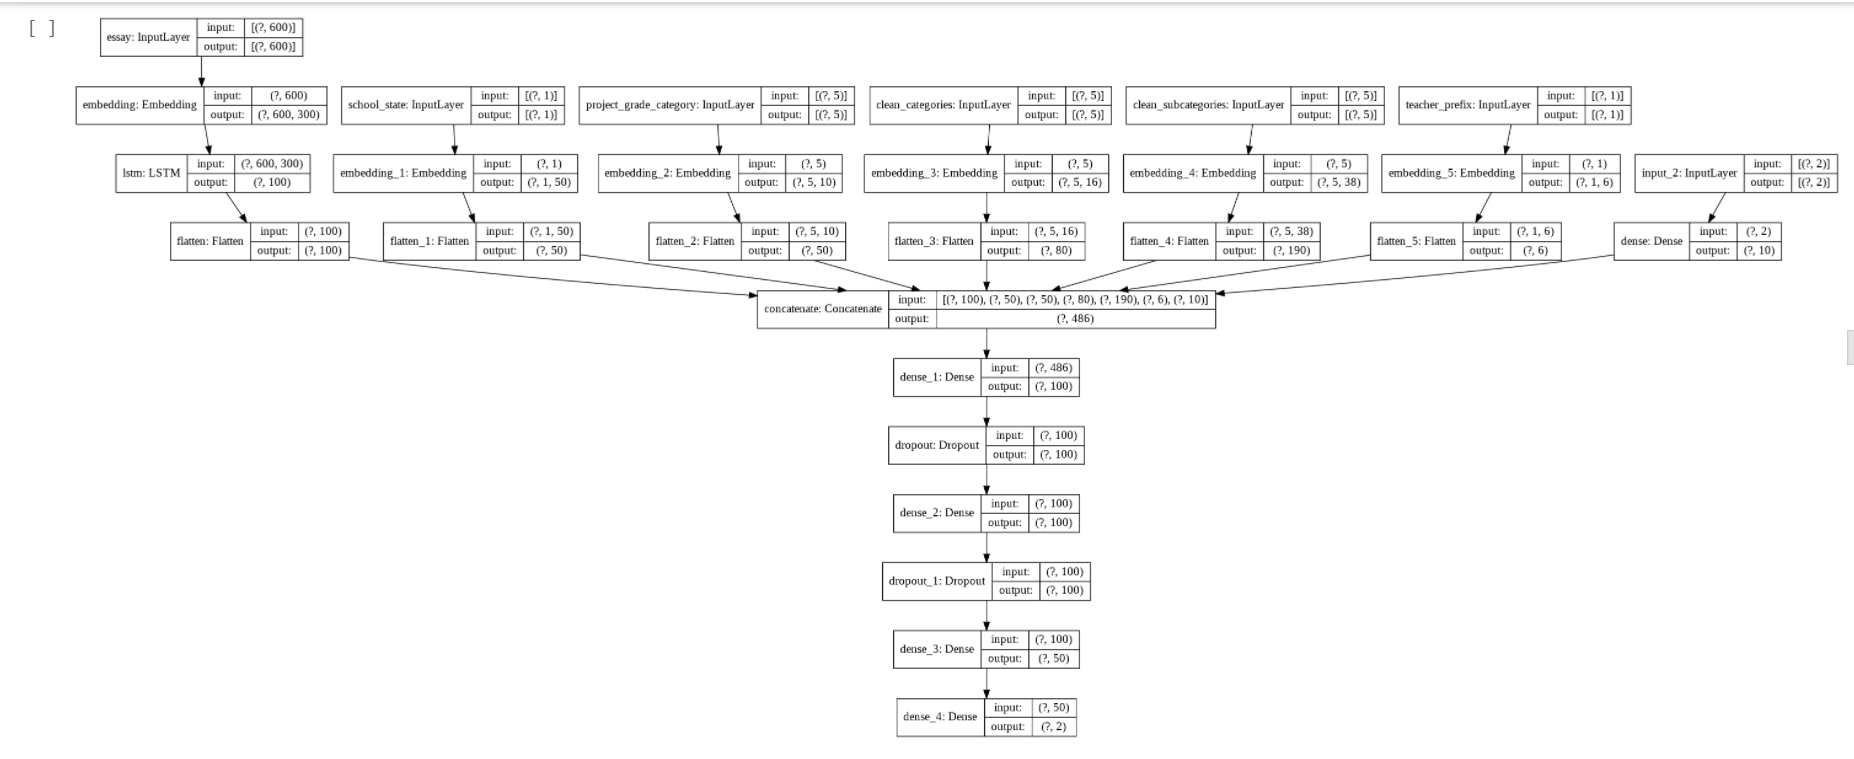 [ ]
essay: InputLayer
input: [(?, 600)]
output: [(?, 600)]
embedding: Embedding
input: (?, 600)
output: (?, 600, 300)
school_state: InputLayer
input: [(?, 1)]
output: [(?, 1)]
project_grade_category: InputLayer
input: [(?, 5)]
output: [(?, 5)]
clean_categories: InputLayer
input: [(?, 5)]
output: [(?, 5)]
clean_subcategories: InputLayer
input: [(?, 5)]
output: [(?, 5)]
teacher_prefix: InputLayer
input: [(?, 1)]
output: [(?, 1)]
lstm: LSTM
input: (?, 600, 300)
output: (?, 100)
embedding_1: Embedding
input: (?, 1)
output: (?, 1, 50)
embedding_2: Embedding
input: (?, 5)
output: (?, 5, 10)
embedding_3: Embedding
input: (?, 5)
output: (?, 5, 16)
embedding_4: Embedding
input: (?, 5)
output: (?, 5, 38)
embedding_5: Embedding
input: (?, 1)
output: (?, 1, 6)
input_2: InputLayer
input: [(?, 2)]
output: [(?, 2)]
flatten: Flatten
input: (?, 100)
output: (?, 100)
flatten_1: Flatten
input: (?, 1, 50)
output: (?, 50)
flatten_2: Flatten
input: (?, 5, 10)
output: (?, 50)
flatten_3: Flatten
input: (?, 5, 16)
output: (?, 80)
flatten_4: Flatten
input: (?, 5, 38)
output: (?, 190)
flatten_5: Flatten
input: (?, 1, 6)
output: (?, 6)
dense: Dense
input: (?, 2)
output: (?, 10)
concatenate: Concatenate
input: [(?, 100), (?, 50), (?, 50), (?, 80), (?, 190), (?, 6), (?, 10)]
output: (?, 486)
dense_1: Dense
input: (?, 486)
output: (?, 100)
dropout: Dropout
input: (?, 100)
output: (?, 100)
dense_2: Dense
input: (?, 100)
output: (?, 100)
dropout_1: Dropout
input: (?, 100)
output: (?, 100)
dense_3: Dense
input: (?, 100)
output: (?, 50)
dense_4: Dense
input: (?, 50)
output: (?, 2)